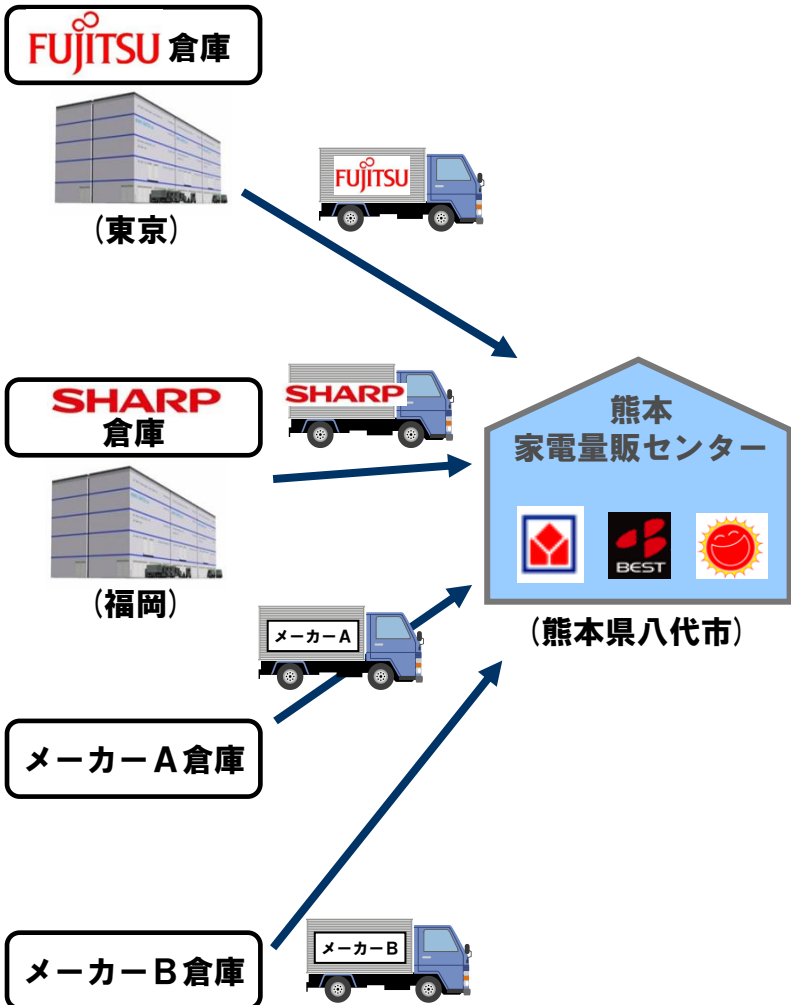 FUJITSU 倉庫
FUJITSU
(東京)
SHARP
倉庫
SHARP
(福岡)
熊本
家電量販センター
BEST
(熊本県八代市)
メーカーA
メーカーA倉庫
メーカーB倉庫
メーカーB